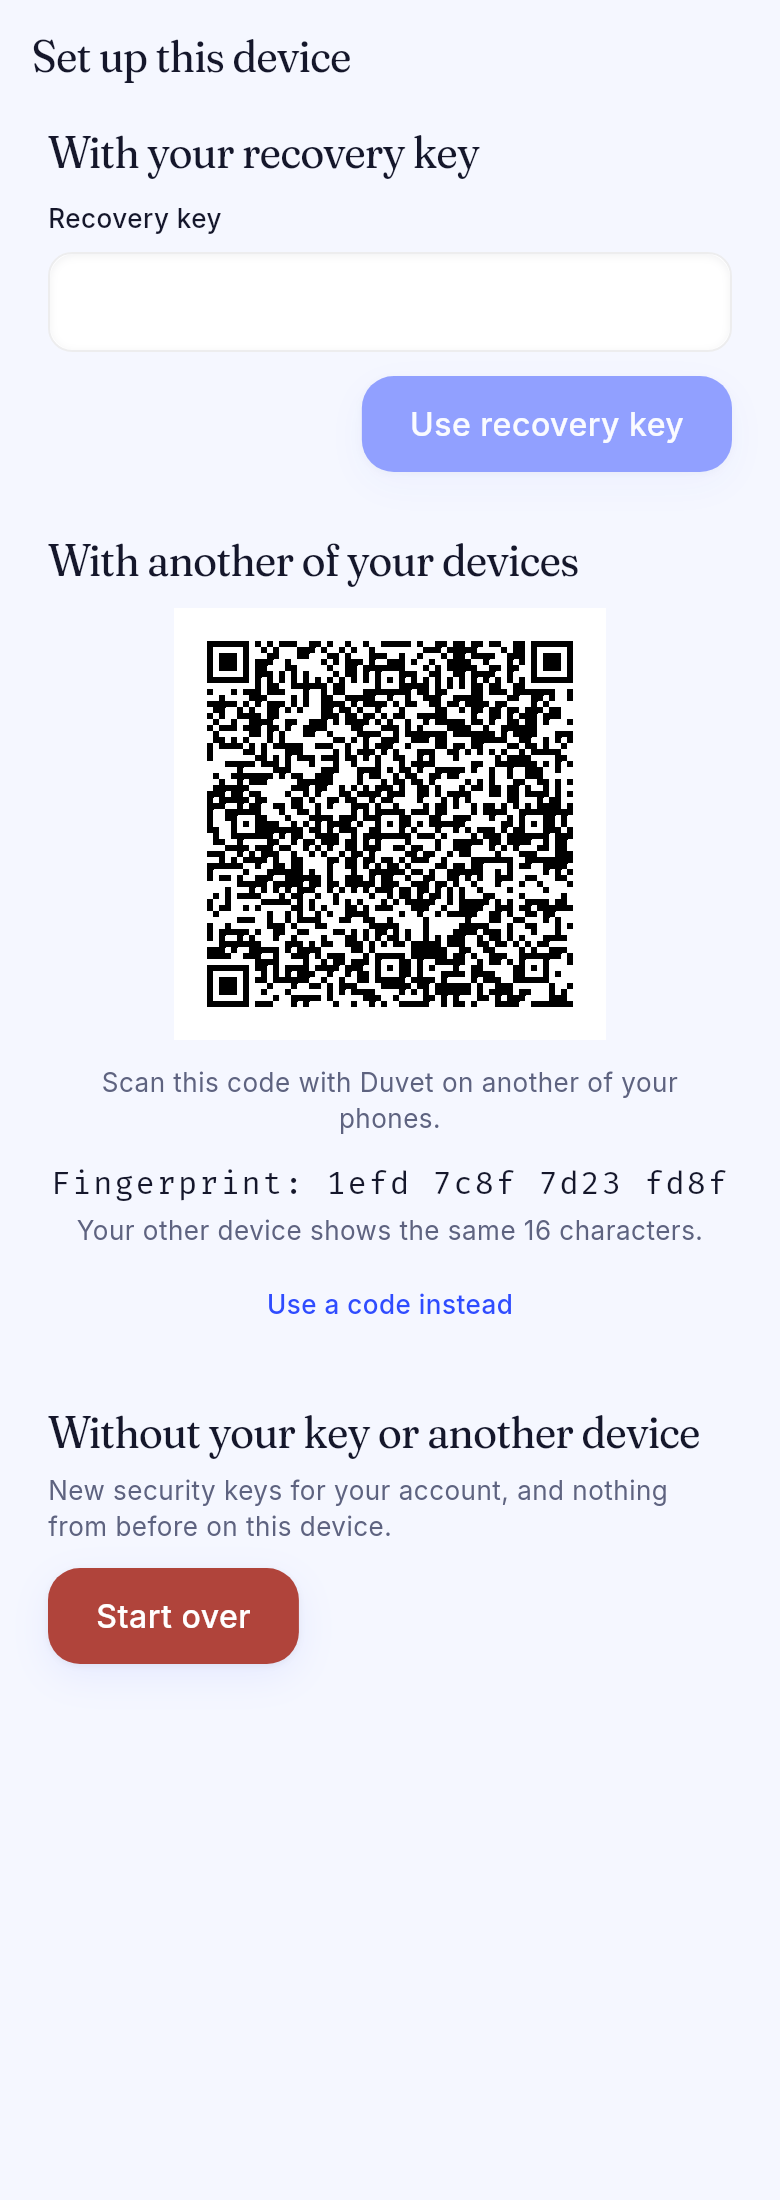 Set up this device
With your recovery key
Recovery key
Use recovery key
With another of your devices
Scan this code with Duvet on another of your
phones.
Fingerprint: 1efd 7c8f 7d23 fd8f
Your other device shows the same 16 characters.
Use a code instead
Without your key or another device
New security keys for your account, and nothing
from before on this device.
Start over